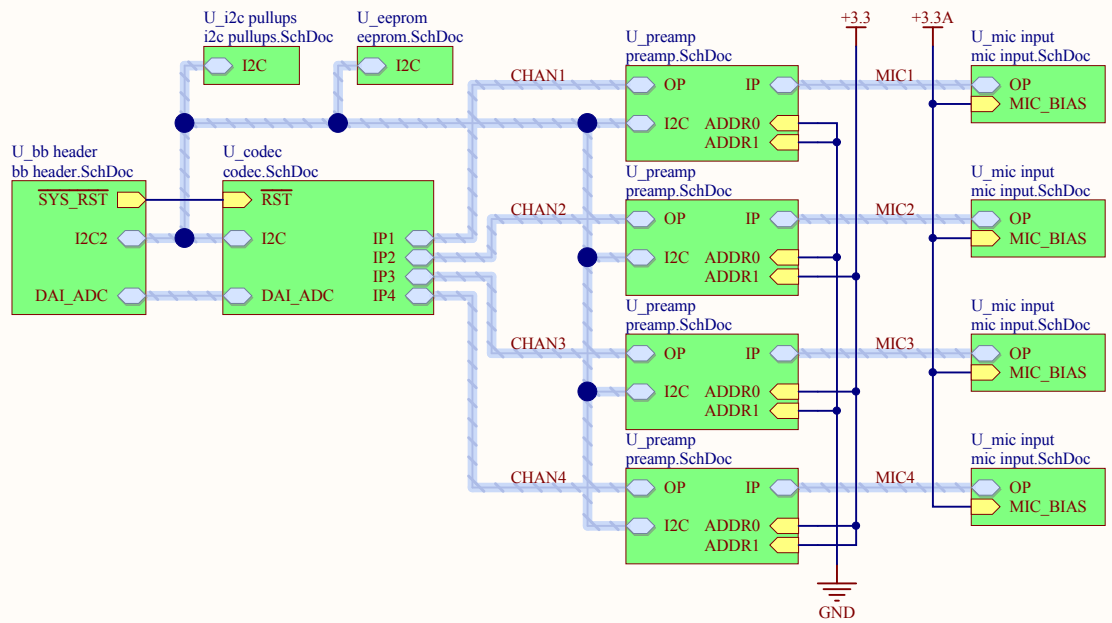 U_i2c pullups
i2c pullups.SchDoc
I2C
U_eeprom
eeprom.SchDoc
I2C
+3.3
+3.3A
U_bb header
bb header.SchDoc
SYS_RST
I2C2
DAI_ADC
U_codec
codec.SchDoc
RST
I2C
DAI_ADC
IP1
IP2
IP3
IP4
CHAN1
CHAN2
CHAN3
CHAN4
U_preamp
preamp.SchDoc
OP
IP
I2C
ADDR0
ADDR1
MIC1
U_mic input
mic input.SchDoc
OP
MIC_BIAS
U_preamp
preamp.SchDoc
OP
IP
I2C
ADDR0
ADDR1
MIC2
U_mic input
mic input.SchDoc
OP
MIC_BIAS
U_preamp
preamp.SchDoc
OP
IP
I2C
ADDR0
ADDR1
MIC3
U_mic input
mic input.SchDoc
OP
MIC_BIAS
U_preamp
preamp.SchDoc
OP
IP
I2C
ADDR0
ADDR1
MIC4
U_mic input
mic input.SchDoc
OP
MIC_BIAS
GND